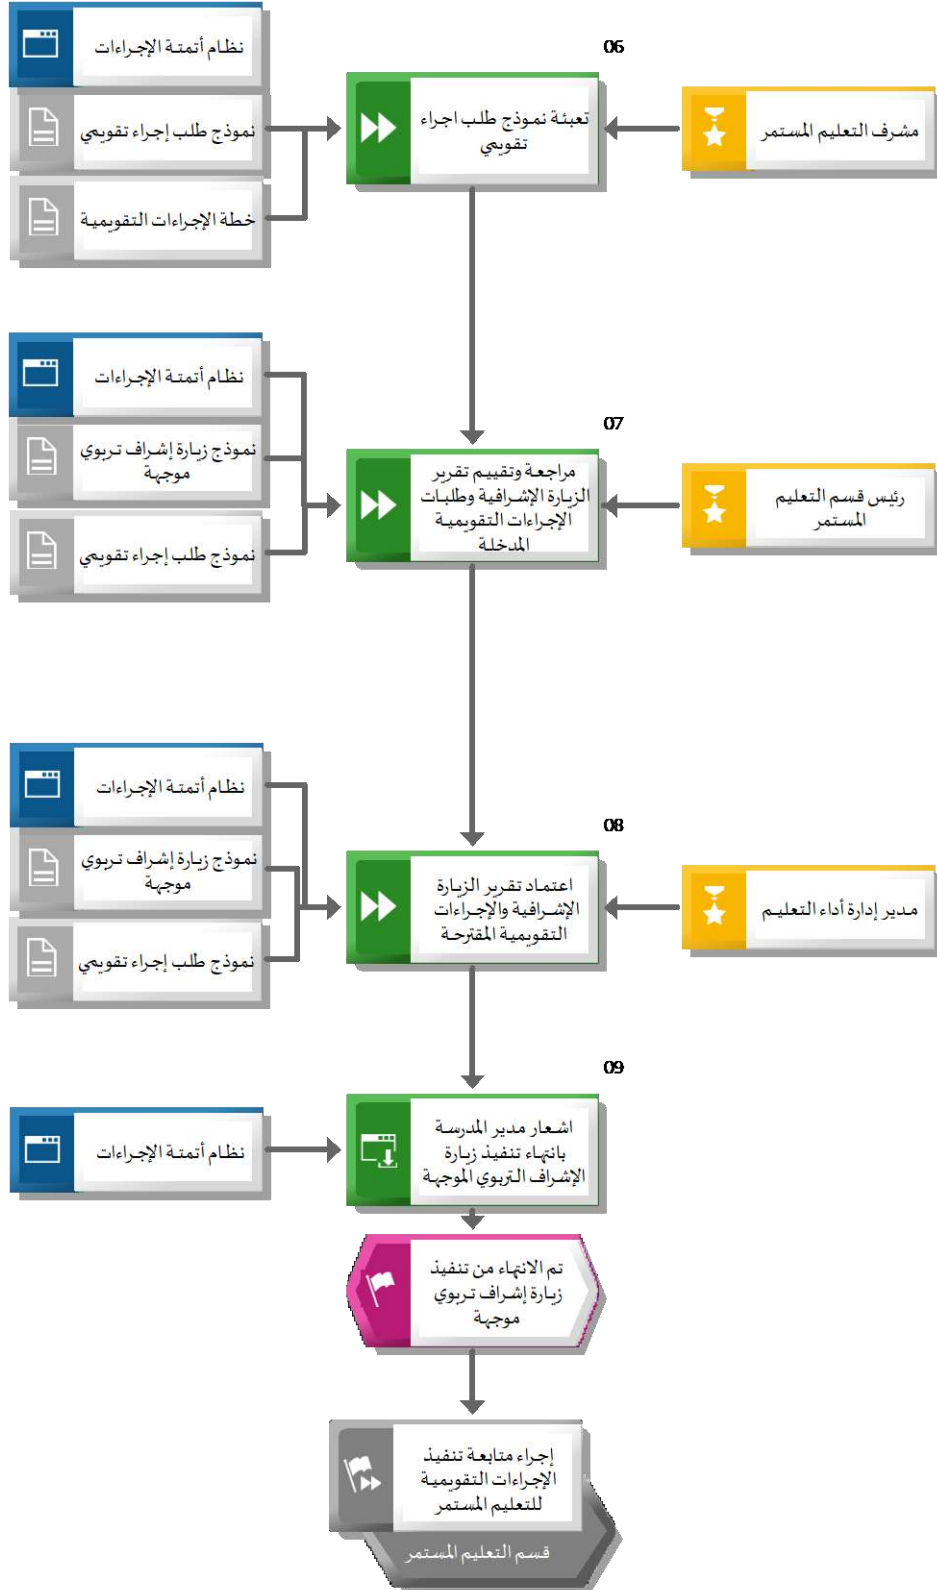 نظام أتمتة الإجراءات
06
نموذج طلب إجراء تقويمي
تعبئة نموذج طلب اجراء
تقويمي
مشرف التعليم المستمر
خطة الإجراءات التقويمية
07
نظام أتمتة الإجراءات
نموذج زيارة إشراف تربوي
موجهة
نموذج طلب إجراء تقويمي
مراجعة وتقييم تقرير
الزيارة الإشرافية وطلبات
الإجراءات التقويمية
المدخلة
رئيس قسم التعليم
المستمر
08
نظام أتمتة الإجراءات
نموذج زيارة إشراف تربوي
موجهة
نموذج طلب إجراء تقويمي
اعتماد تقرير الزيارة
الإشرافية والإجراءات
التقويمية المقترحة
مدير إدارة أداء التعليم
09
نظام أتمتة الإجراءات
اشعار مدير المدرسة
بانتهاء تنفيذ زيارة
الإشراف التربوي الموجهة
تم الانتهاء من تنفيذ
زيارة إشراف تربوي
موجهة
إجراء متابعة تنفيذ
الإجراءات التقويمية
للتعليم المستمر
قسم التعليم المستمر